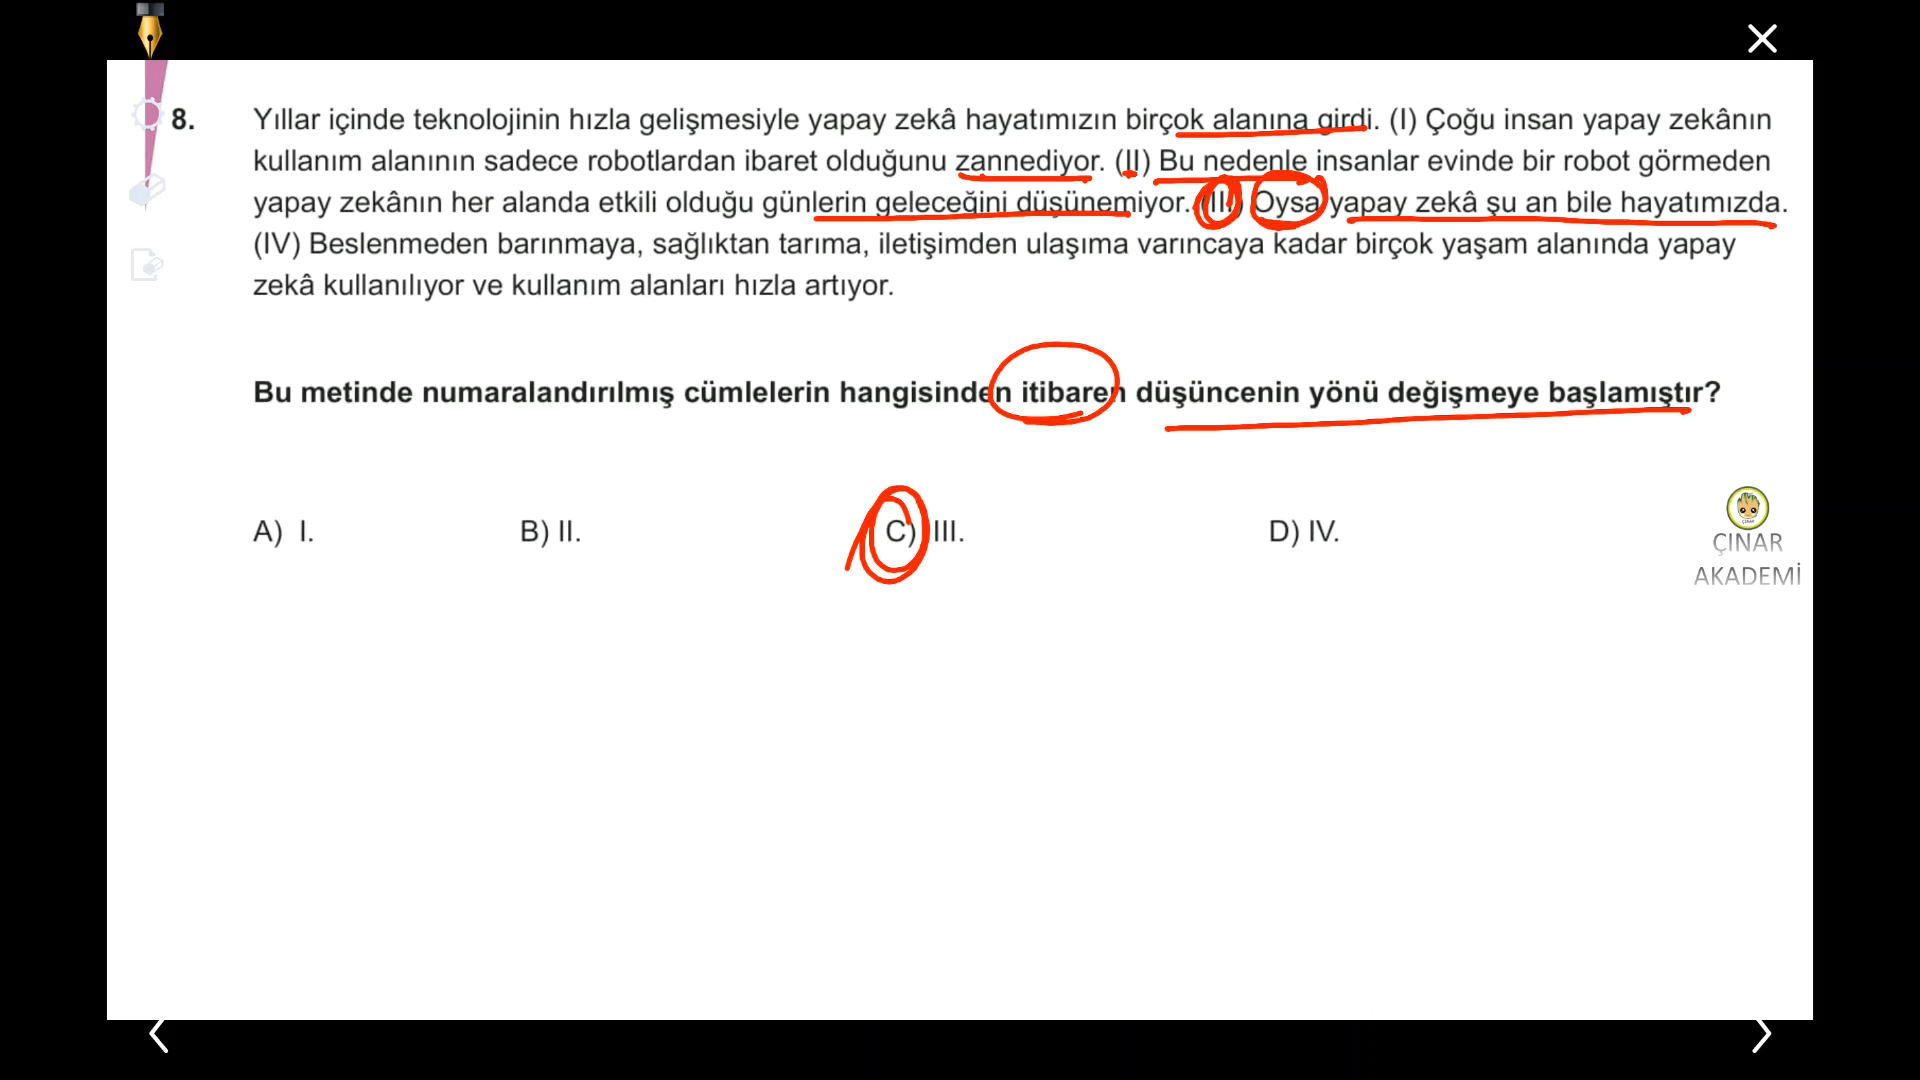 8. Yıllar içinde teknolojinin hızla gelişmesiyle yapay zekâ hayatımızın birçok alanına girdi. (I) Çoğu insan yapay zekânın
kullanım alanının sadece robotlardan ibaret olduğunu zannediyor. (II) Bu nedenle insanlar evinde bir robot görmeden
yapay zekânın her alanda etkili olduğu günlerin geleceğini düşünemiyor. (III) Oysa yapay zekâ şu an bile hayatımızda.
(IV) Beslenmeden barınmaya, sağlıktan tarıma, iletişimden ulaşıma varıncaya kadar birçok yaşam alanında yapay
zekâ kullanılıyor ve kullanım alanları hızla artıyor.
Bu metinde numaralandırılmış cümlelerin hangisinden itibaren düşüncenin yönü değişmeye başlamıştır?
A) I. B) II. C) III. D) IV.
ÇINAR
AKADEMİ